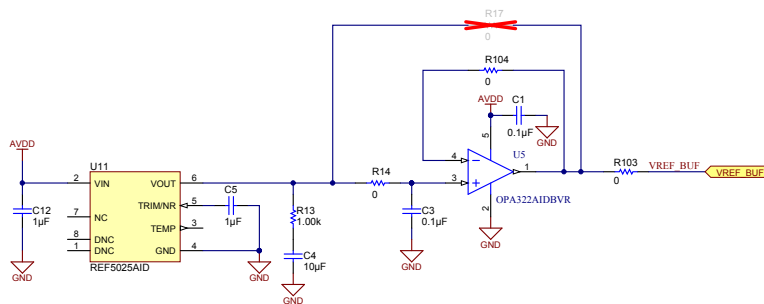 R17
0
R104
0
AVDD
C1
0.1µF
GND
5
U5
AVDD
U11
2
VIN
VOUT
6
R14
0
4
3
1
R103
0
VREF_BUF
VREF_BUF
OPA322AIDBVR
C12
1µF
7
NC
TRIM/NR
5
C5
1µF
R13
1.00k
C3
0.1µF
2
TEMP
3
8
DNC
1
DNC
GND
4
C4
10µF
REF5025AID
GND
GND
GND
GND
GND